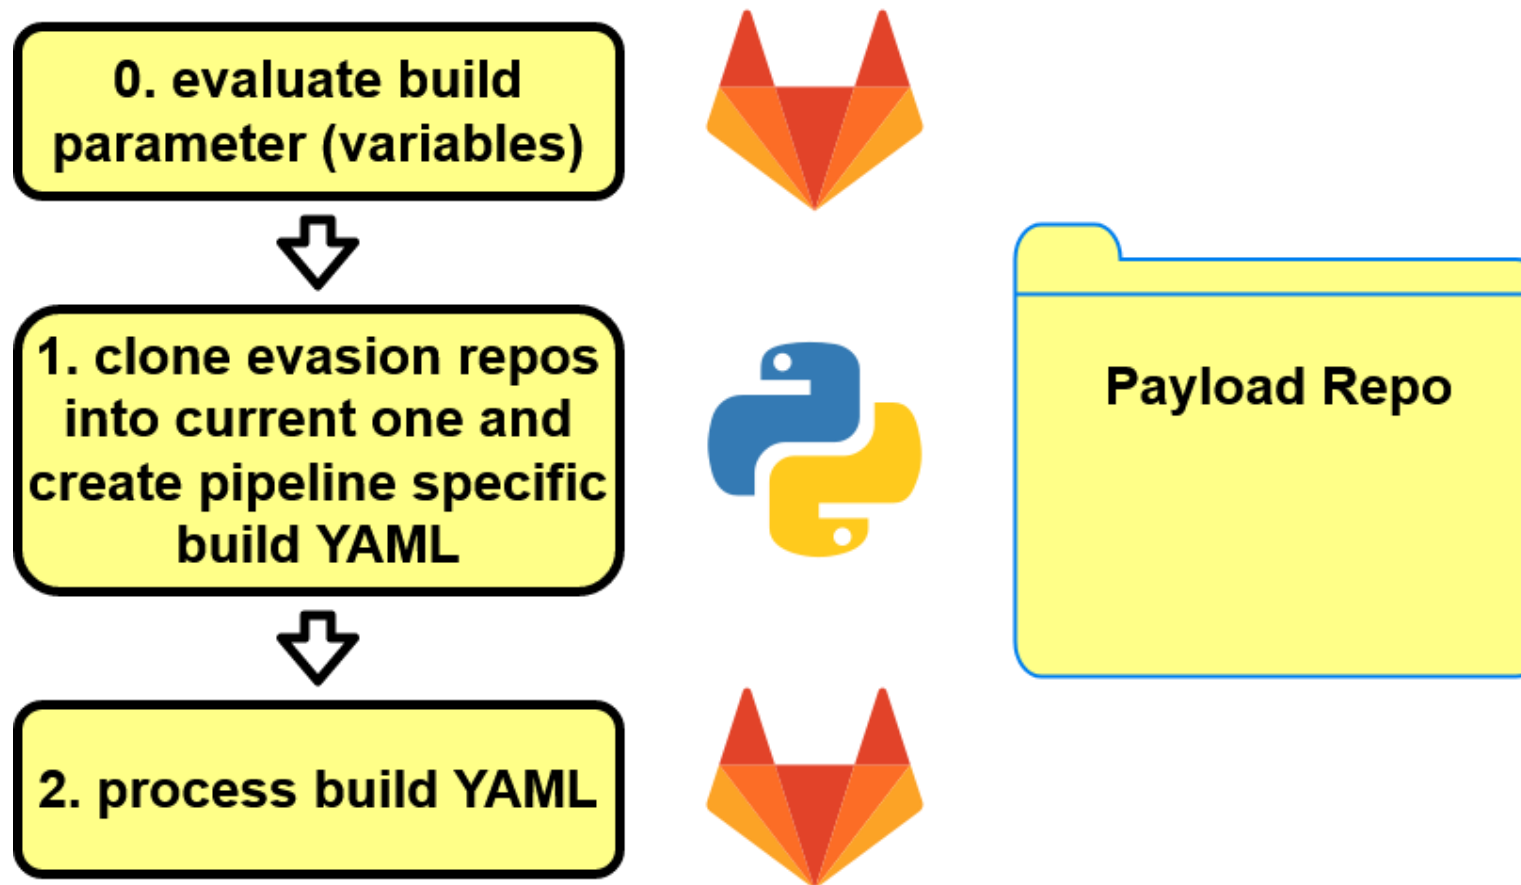 0. evaluate build
parameter (variables)
1. clone evasion repos
into current one and
create pipeline specific
build YAML
2. process build YAML
Payload Repo